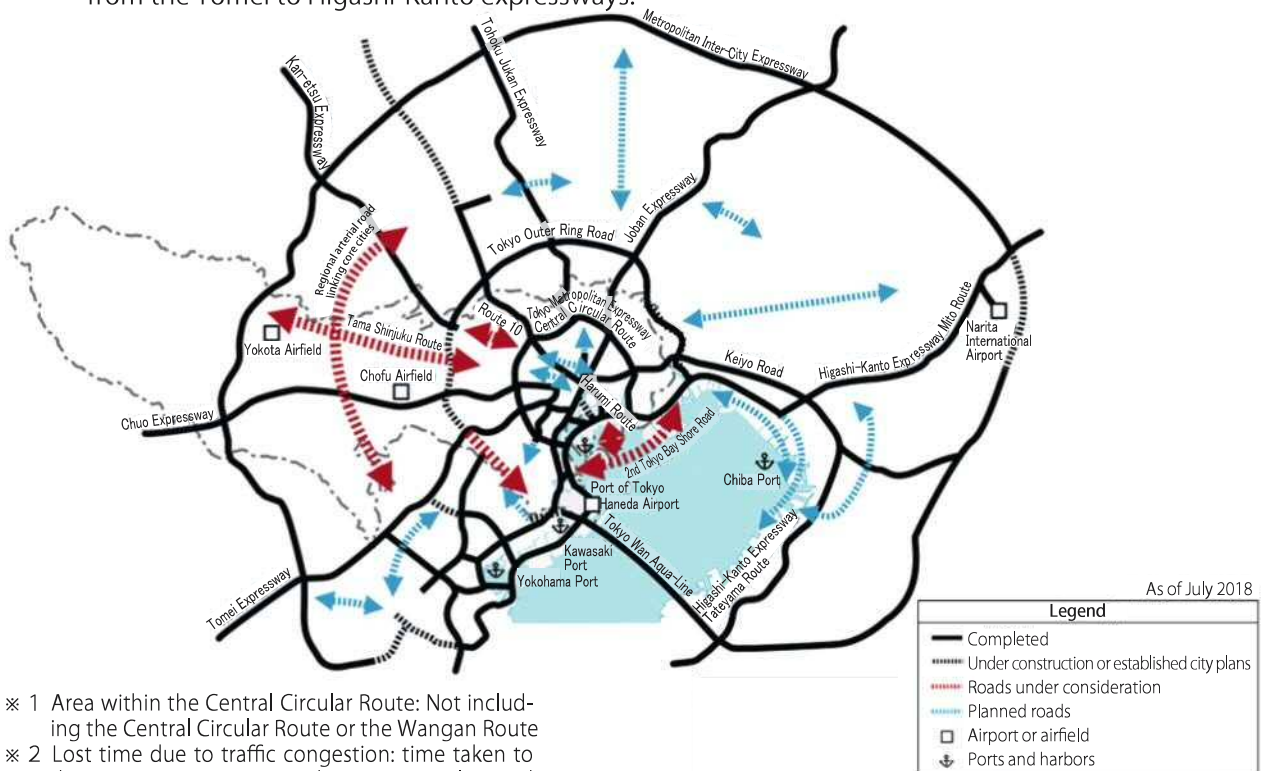 from the Tomei to Higashi-Kanto expressways.
Metropolitan Inter-City Expressway
Tohoku Jukan Expressway
Kan-etsu Expressway
Joban Expressway
Regional arterial road
linking core cities
Tokyo Outer Ring Road
Tokyo Metropolitan Expressway
Central Circular Route
Route 10
Tama Shinjuku Route
Yokota Airfield
Chofu Airfield
Chuo Expressway
Harumi Route
Keiyo Road
Higashi-Kanto Expressway Mito Route
Narita
International
Airport
2nd Tokyo Bay Shore Road
Chiba Port
Port of Tokyo
Haneda Airport
Tokyo Wan Aqua-Line
Kawasaki
Port
Yokohama Port
Higashi-Kanto Expressway
Tateyama Route
Tomei Expressway
As of July 2018
Legend
Completed
Under construction or established city plans
Roads under consideration
Planned roads
Airport or airfield
Ports and harbors
※ 1 Area within the Central Circular Route: Not includ-
ing the Central Circular Route or the Wangan Route
※ 2 Lost time due to traffic congestion: time taken to